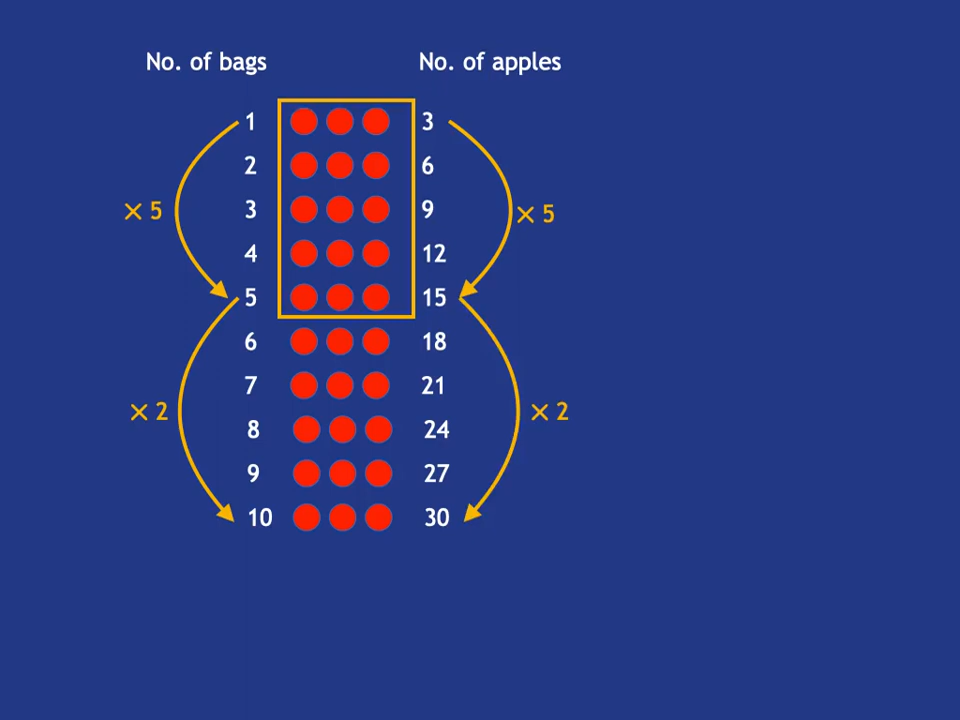 No. of bags No. of apples
1 3
2 6
× 5 3 9 × 5
4 12
5 15
6 18
7 21
× 2 8 24 × 2
9 27
10 30